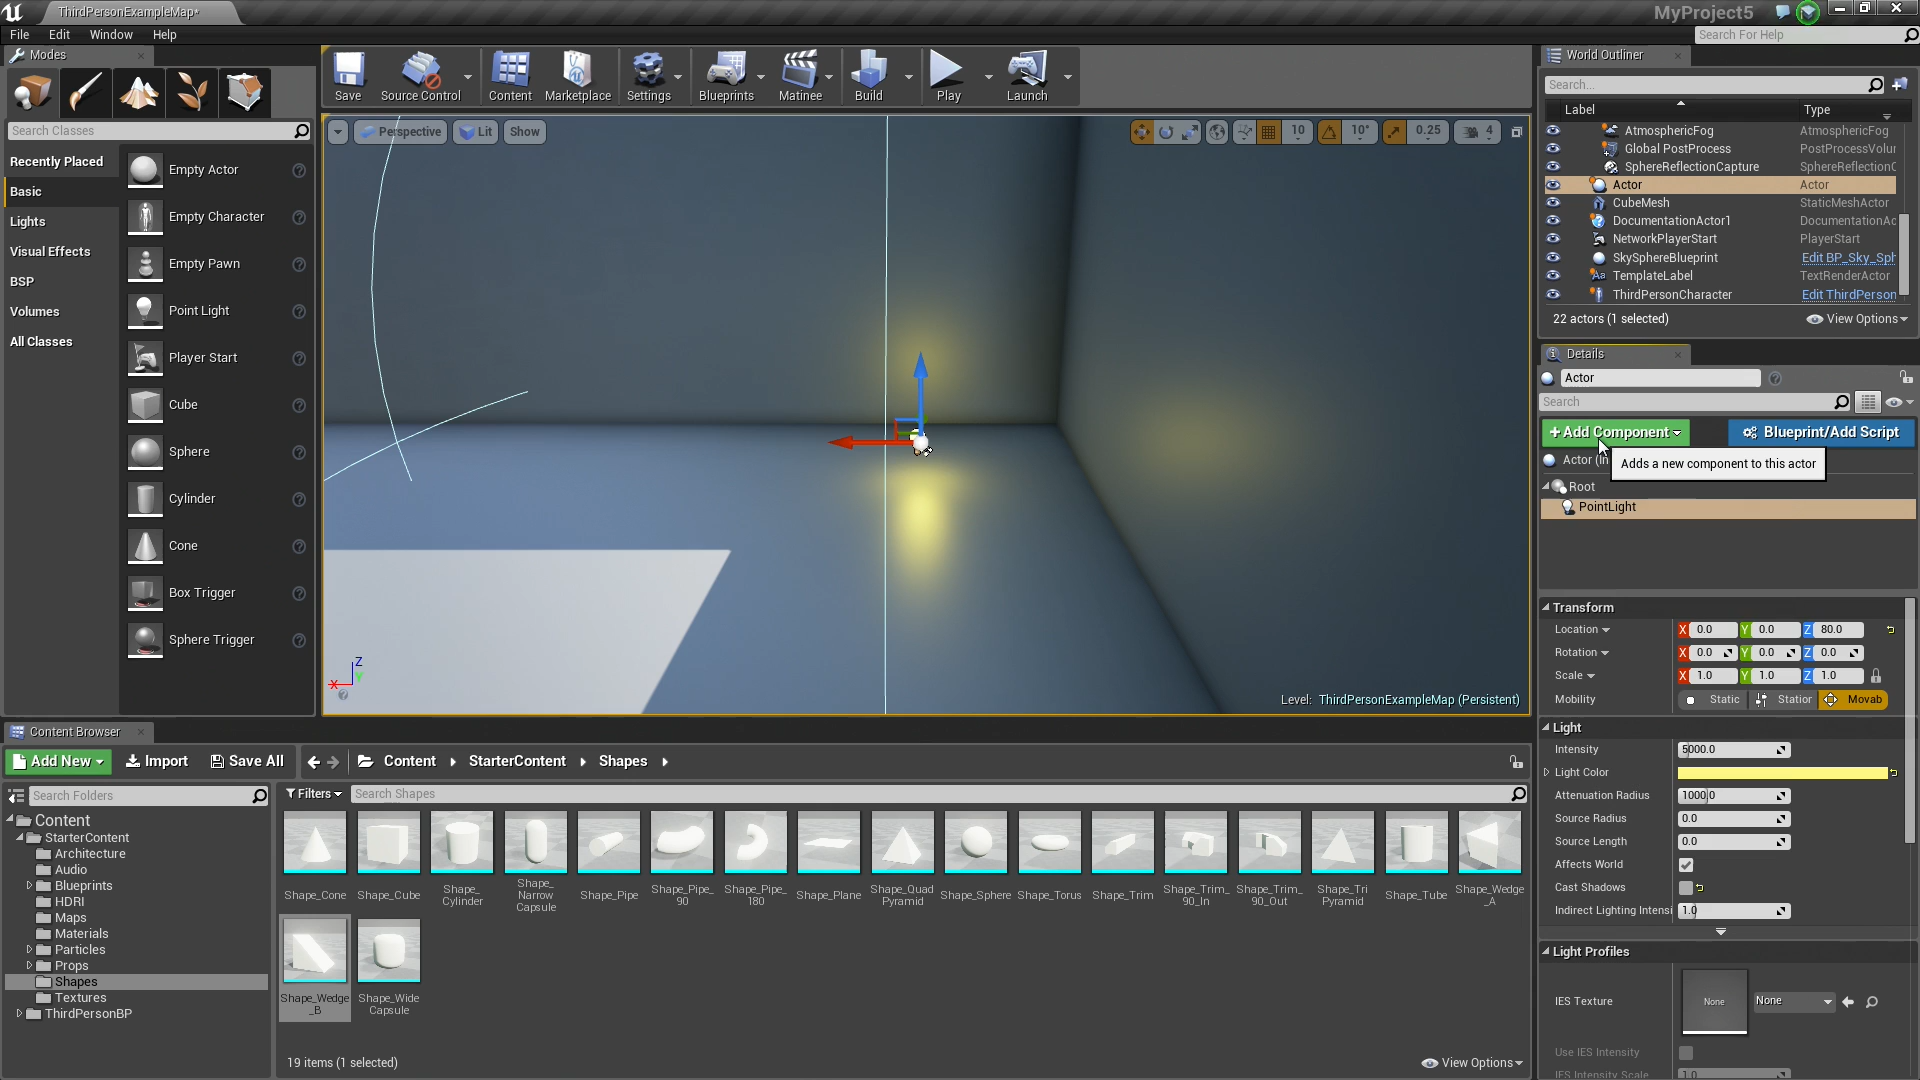 ThirdPersonExampleMap*
MyProject5
File Edit Window Help
Search For Help
Modes
Search Classes
Recently Placed
Basic
Lights
Visual Effects
BSP
Volumes
All Classes
Empty Actor
Empty Character
Empty Pawn
Point Light
Player Start
Cube
Sphere
Cylinder
Cone
Box Trigger
Sphere Trigger
Save
Source Control
Content
Marketplace
Settings
Blueprints
Matinee
Build
Play
Launch
Perspective
Lit
Show
10
10°
0.25
4
Z
X
Level: ThirdPersonExampleMap (Persistent)
World Outliner
Search...
Label Type
AtmosphericFog AtmosphericFog
Global PostProcess PostProcessVolur
SphereReflectionCapture SphereReflectionC
Actor Actor
CubeMesh StaticMeshActor
DocumentationActor1 DocumentationAc
NetworkPlayerStart PlayerStart
SkySphereBlueprint Edit BP_Sky_Sph
TemplateLabel TextRenderActor
ThirdPersonCharacter Edit ThirdPerson
22 actors (1 selected)
View Options
Details
Actor
Search
+Add Component
Blueprint/Add Script
Actor (In
Adds a new component to this actor
Root
PointLight
Transform
Location X 0.0 Y 0.0 Z 80.0
Rotation X 0.0 Y 0.0 Z 0.0
Scale X 1.0 Y 1.0 Z 1.0
Mobility Static Station Movab
Light
Intensity 5000.0
Light Color
Attenuation Radius 1000.0
Source Radius 0.0
Source Length 0.0
Affects World
Cast Shadows
Indirect Lighting Intensi 1.0
Light Profiles
IES Texture None None
Use IES Intensity
IES Intensity Scale 1.0
Content Browser
Add New Import Save All Content StarterContent Shapes
Search Folders
Content
StarterContent
Architecture
Audio
Blueprints
HDRI
Maps
Materials
Particles
Props
Shapes
Textures
ThirdPersonBP
Filters Search Shapes
Shape_Cone
Shape_Cube
Shape_
Cylinder
Shape_
Narrow
Capsule
Shape_Pipe
Shape_Pipe_
90
Shape_Pipe_
180
Shape_Plane
Shape_Quad
Pyramid
Shape_Sphere
Shape_Torus
Shape_Trim
Shape_Trim_
90_In
Shape_Trim_
90_Out
Shape_Tri
Pyramid
Shape_Tube
Shape_Wedge
_A
Shape_Wedge
_B
Shape_Wide
Capsule
19 items (1 selected)
View Options